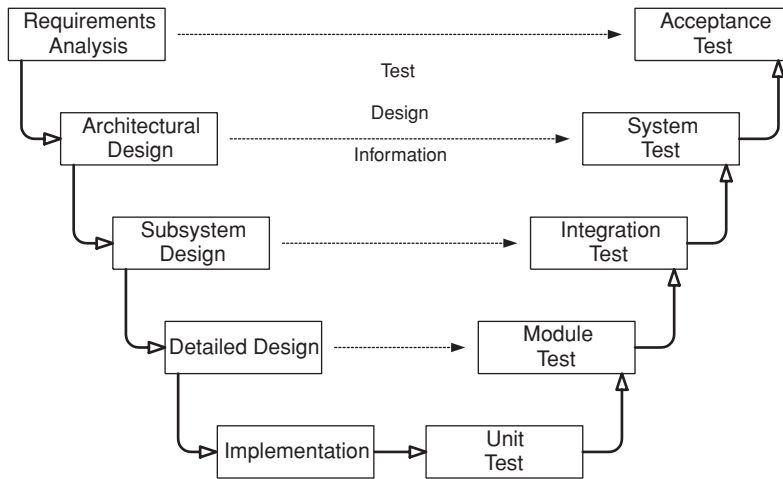 Requirements
Analysis
Acceptance
Test
Test
Design
Information
Architectural
Design
System
Test
Subsystem
Design
Integration
Test
Detailed Design
Module
Test
Implementation
Unit
Test